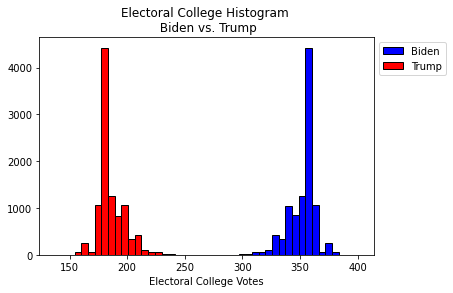 Electoral College Histogram
Biden vs. Trump
Biden
Trump
4000
3000
2000
1000
0
150 200 250 300 350 400
Electoral College Votes